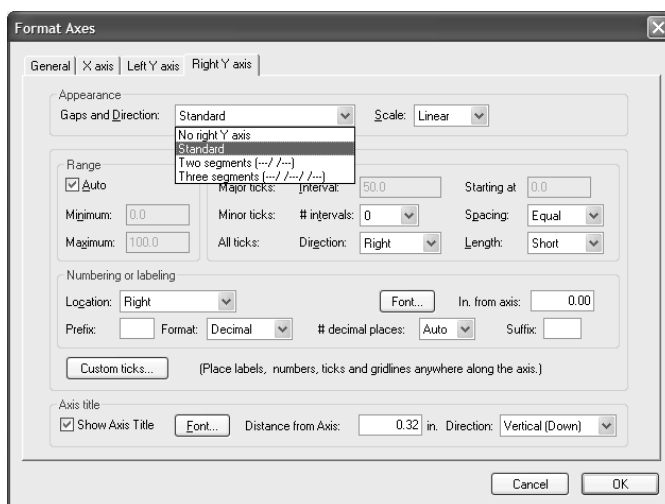 Format Axes
General X axis Left Y axis Right Y axis
Appearance
Gaps and Direction: Standard Scale: Linear
No right Y axis
Standard
Two segments (---/ /---)
Three segments (---/ /---/ /---)
Range
Auto Major ticks: Interval: 50.0 Starting at 0.0
Minimum: 0.0 Minor ticks: # intervals: 0 Spacing: Equal
Maximum: 100.0 All ticks: Direction: Right Length: Short
Numbering or labeling
Location: Right Font... In. from axis: 0.00
Prefix: Format: Decimal # decimal places: Auto Suffix:
Custom ticks... (Place labels, numbers, ticks and gridlines anywhere along the axis.)
Axis title
Show Axis Title Font... Distance from Axis: 0.32 in. Direction: Vertical (Down)
Cancel OK